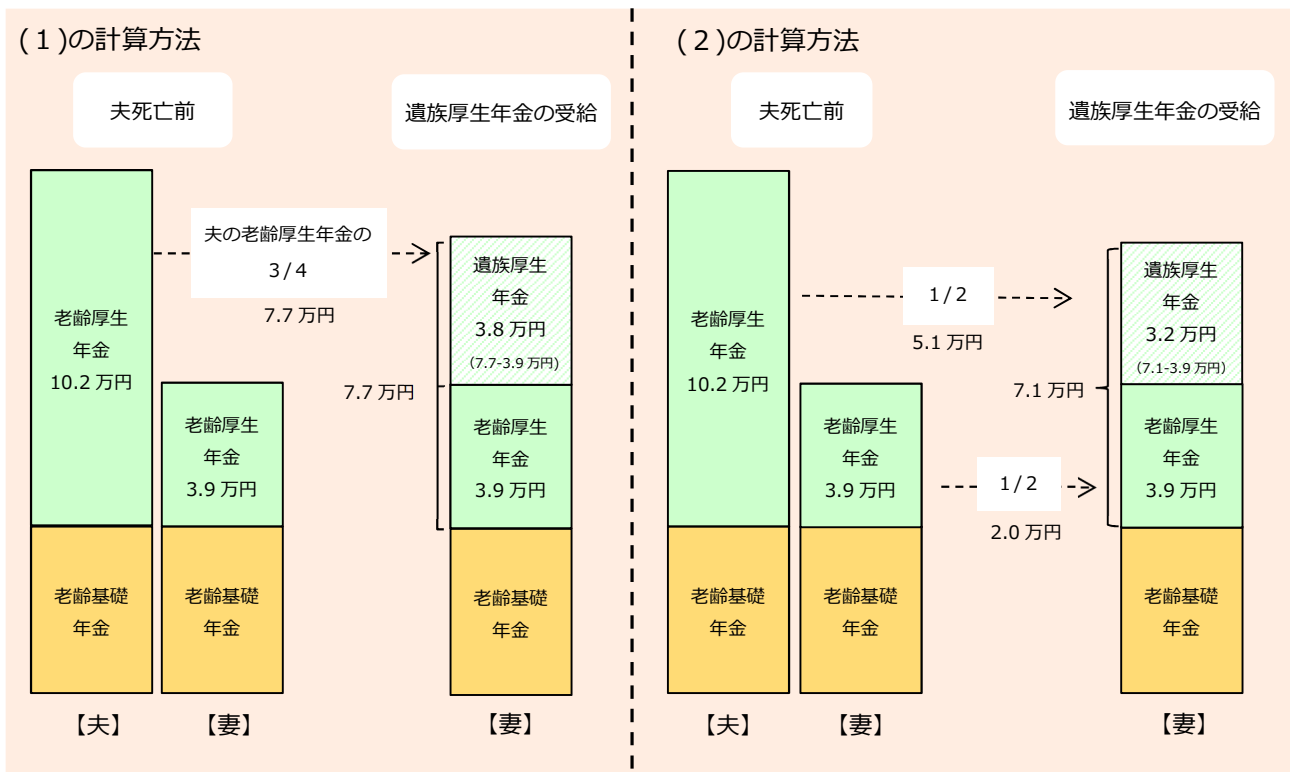 (１)の計算方法
夫死亡前
遺族厚生年金の受給
夫の老齢厚生年金の
3/4
7.7 万円
老齢厚生
年金
10.2 万円
老齢厚生
年金
3.9 万円
老齢基礎
年金
老齢基礎
年金
7.7 万円
遺族厚生
年金
3.8 万円
（7.7-3.9 万円）
老齢厚生
年金
3.9 万円
老齢基礎
年金
【夫】
【妻】
【妻】
(２)の計算方法
夫死亡前
遺族厚生年金の受給
老齢厚生
年金
10.2 万円
老齢厚生
年金
3.9 万円
老齢基礎
年金
老齢基礎
年金
1/2
5.1 万円
1/2
2.0 万円
7.1 万円
遺族厚生
年金
3.2 万円
（7.1-3.9 万円）
老齢厚生
年金
3.9 万円
老齢基礎
年金
【夫】
【妻】
【妻】